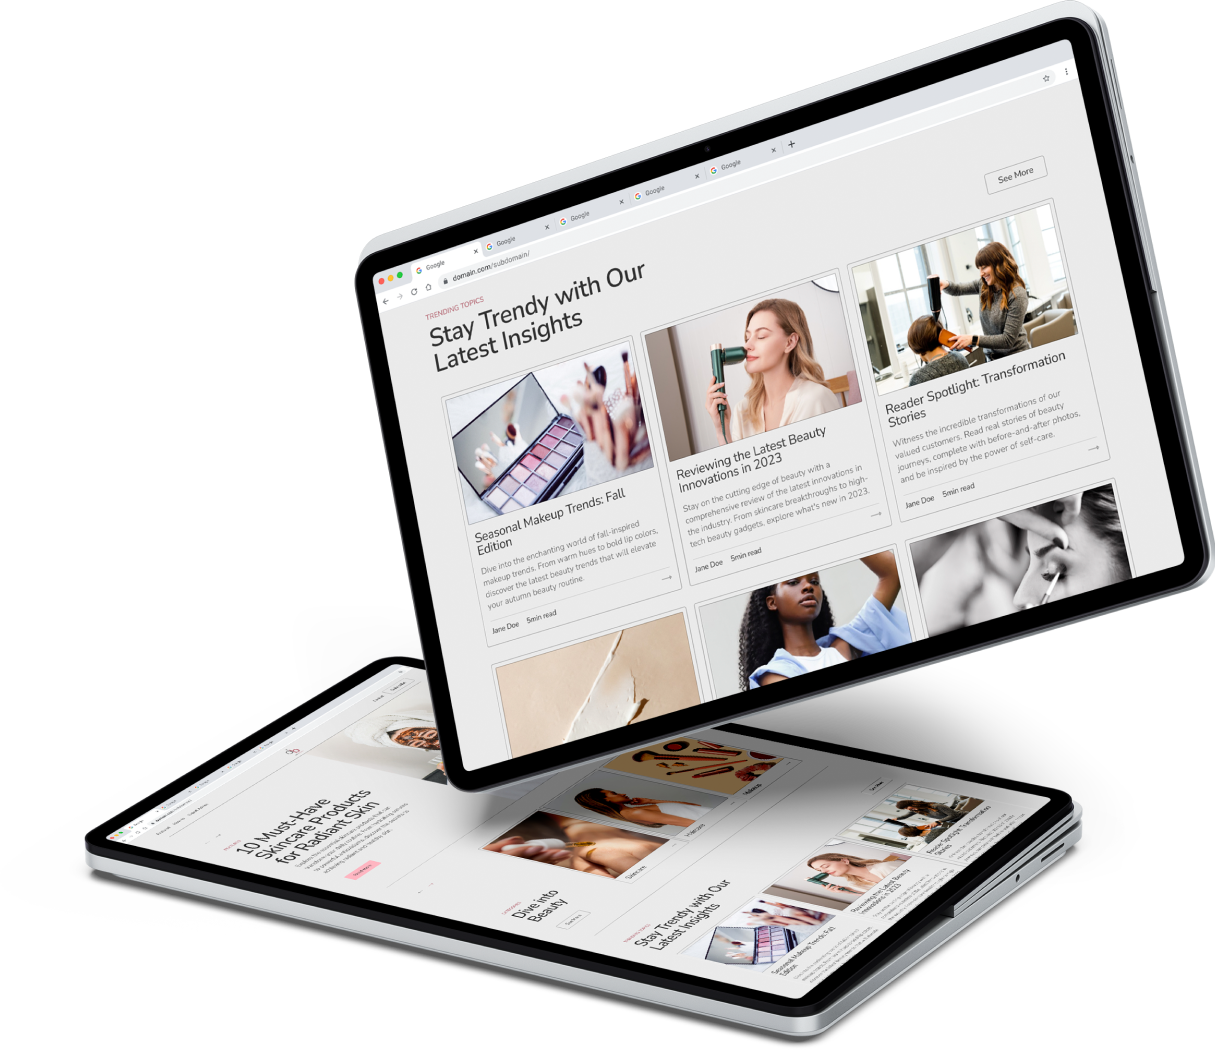 Google
Google
Google
Google
Google
domain.com/subdomain/
See More
TRENDING TOPICS
Stay Trendy with Our
Latest Insights
Seasonal Makeup Trends: Fall
Edition
Dive into the enchanting world of fall-inspired
makeup trends. From warm hues to bold lip colors,
discover the latest beauty trends that will elevate
your autumn beauty routine.
Jane Doe 5min read
Reviewing the Latest Beauty
Innovations in 2023
Stay on the cutting edge of beauty with a
comprehensive review of the latest innovations in
the industry. From skincare breakthroughs to high-
tech beauty gadgets, explore what's new in 2023.
Jane Doe 5min read
Reader Spotlight: Transformation
Stories
Witness the incredible transformations of our
valued customers. Read real stories of beauty
journeys, complete with before-and-after photos,
and be inspired by the power of self-care.
Jane Doe 5min read
10 Must-Have
Skincare Products
for Radiant Skin
Dive into
Beauty
Stay Trendy with Our
Latest Insights
Seasonal Makeup Trends: Fall
Edition
Reviewing the Latest Beauty
Innovations in 2023
Reader Spotlight: Transformation
Stories